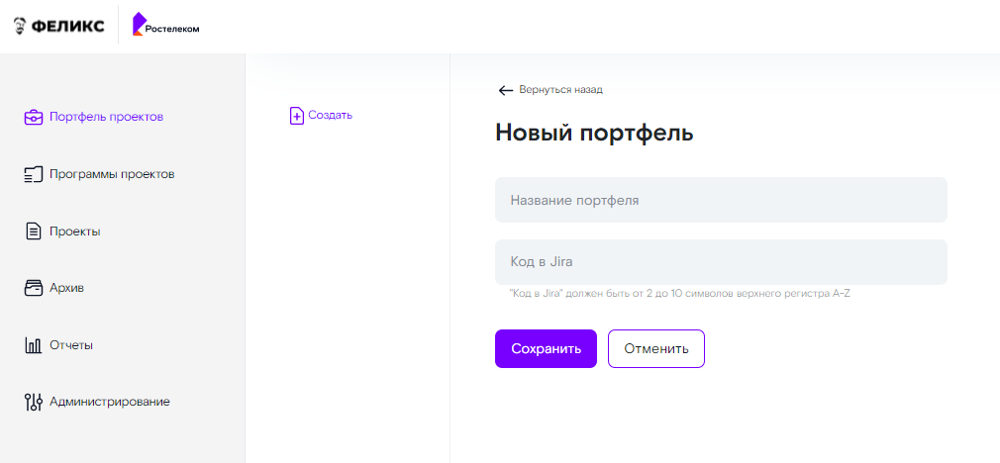 ФЕЛИКС
Ростелеком
Портфель проектов
Программы проектов
Проекты
Архив
Отчеты
Администрирование
Создать
Вернуться назад
Новый портфель
Название портфеля
Код в Jira
"Код в Jira" должен быть от 2 до 10 символов верхнего регистра A-Z
Сохранить
Отменить